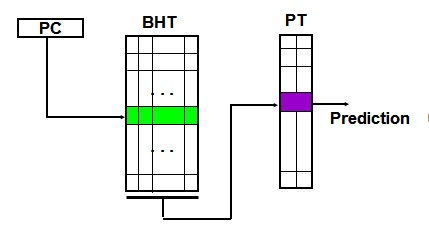 PC
BHT
PT
. . .
. . .
Prediction